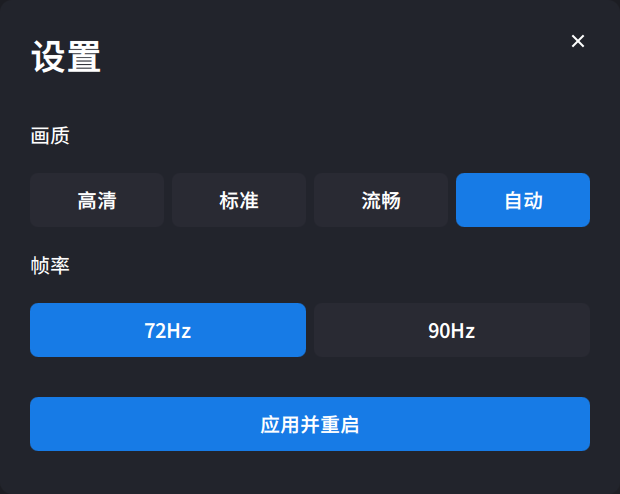 设置
画质
高清 标准 流畅 自动
帧率
72Hz 90Hz
应用并重启